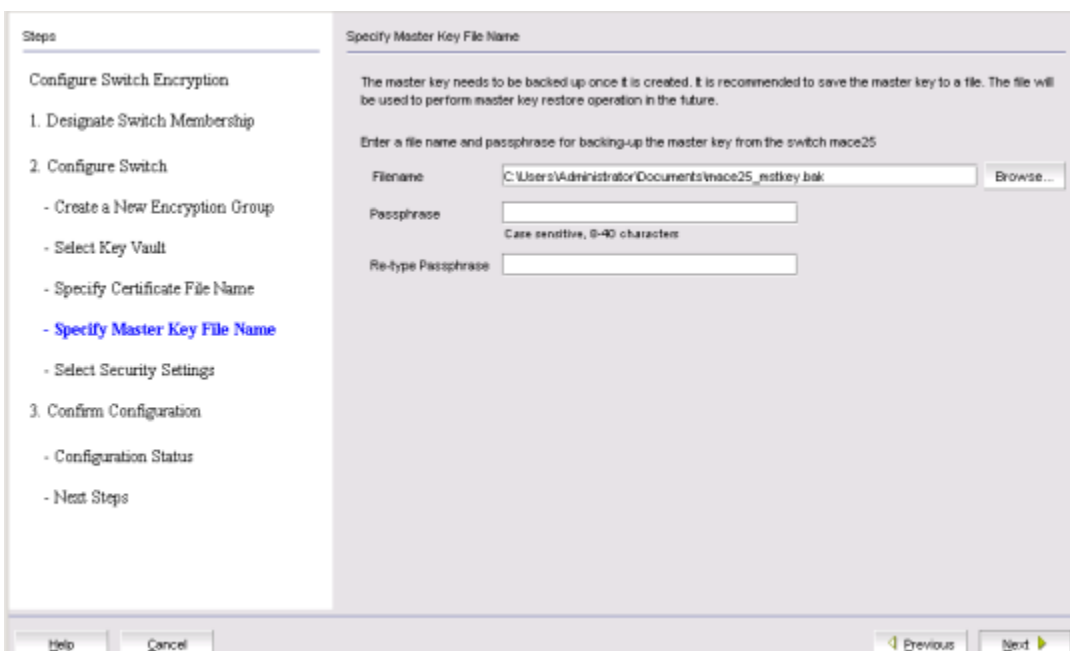 Steps
Configure Switch Encryption
1. Designate Switch Membership
2. Configure Switch
- Create a New Encryption Group
- Select Key Vault
- Specify Certificate File Name
- Specify Master Key File Name
- Select Security Settings
3. Confirm Configuration
- Configuration Status
- Next Steps
Specify Master Key File Name
The master key needs to be backed up once it is created. It is recommended to save the master key to a file. The file will
be used to perform master key restore operation in the future.
Enter a file name and passphrase for backing-up the master key from the switch mace25
Filename
C:\Users\Administrator\Documents\mace25_mstkey.bak
Browse...
Passphrase
Case sensitive, 8-40 characters
Re-type Passphrase
Help
Cancel
Previous
Next